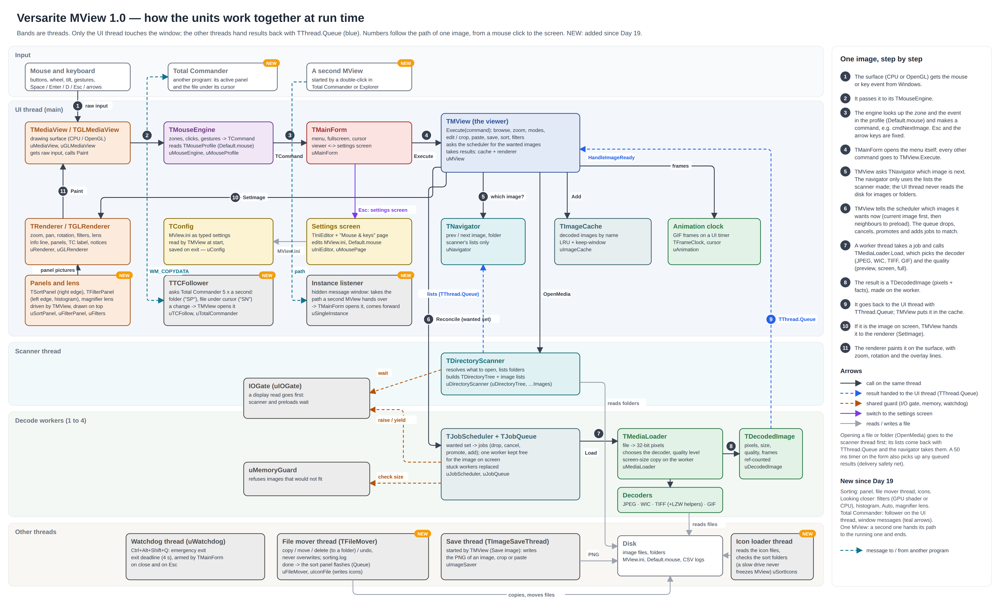 Versarite MView 1.0 — how the units work together at run time
Bands are threads. Only the UI thread touches the window; the other threads hand results back with TThread.Queue (blue). Numbers follow the path of one image, from a mouse click to the screen. NEW: added since Day 19.
Input
Mouse and keyboard
buttons, wheel, tilt, gestures,
Space / Enter / D / Esc / arrows
NEW
Total Commander
another program: its active panel
and the file under its cursor
NEW
A second MView
started by a double-click in
Total Commander or Explorer
UI thread (main)
1 raw input
TMediaView / TGLMediaView
drawing surface (CPU / OpenGL)
uMediaView, uGLMediaView
gets raw input, calls Paint
2
TMouseEngine
zones, clicks, gestures -> TCommand
reads TMouseProfile (Default.mouse)
uMouseEngine, uMouseProfile
3
TCommand
TMainForm
menu, fullscreen, cursor
viewer <-> settings screen
uMainForm
4
Execute
TMView (the viewer)
Execute(command): browse, zoom, modes,
edit / crop, paste, save, sort, filters
asks the scheduler for the wanted images
takes results: cache + renderer
uMView
HandleImageReady
frames
11 Paint
10 SetImage
5 which image?
Add
Esc: settings screen
TRenderer / TGLRenderer
zoom, pan, rotation, filters, lens
info line, panels, TC label, notices
uRenderer, uGLRenderer
TConfig
MView.ini as typed settings
read by TMView at start,
saved on exit — uConfig
MView.ini
Settings screen
TIniEditor + "Mouse & keys" page
edits MView.ini, Default.mouse
uIniEditor, uMousePage
TNavigator
prev / next image, folder
scanner's lists only
uNavigator
TImageCache
decoded images by name
LRU + keep-window
uImageCache
Animation clock
GIF frames on a UI timer
TFrameClock, cursor
uAnimation
panel pictures
WM_COPYDATA
path
NEW
Panels and lens
TSortPanel (right edge), TFilterPanel
(left edge, histogram), magnifier lens
driven by TMView, drawn on top
uSortPanel, uFilterPanel, uFilters
NEW
TTCFollower
asks Total Commander 5 x a second:
folder ("SP"), file under cursor ("SN")
a change -> TMView opens it
uTCFollow, uTotalCommander
NEW
Instance listener
hidden message window: takes the
path a second MView hands over
-> TMainForm opens it, comes forward
uSingleInstance
lists (TThread.Queue)
OpenMedia
6 Reconcile (wanted set)
9 TThread.Queue
Scanner thread
TDirectoryScanner
resolves what to open, lists folders
builds TDirectoryTree + image lists
uDirectoryScanner (uDirectoryTree, …Images)
wait
IOGate (uIOGate)
a display read goes first:
scanner and preloads wait
reads folders
Decode workers (1 to 4)
raise / yield
TJobScheduler + TJobQueue
wanted set -> jobs (drop, cancel,
promote, add); one worker kept free
for the image on screen
stuck workers replaced
uJobScheduler, uJobQueue
7
Load
TMediaLoader
file -> 32-bit pixels
chooses the decoder, quality level
screen-size copy on the worker
uMediaLoader
8
TDecodedImage
pixels, size,
quality, frames
ref-counted
uDecodedImage
uMemoryGuard
refuses images that would not fit
check size
Decoders
JPEG · WIC · TIFF (+LZW helpers) · GIF
reads files
Other threads
Watchdog thread (uWatchdog)
Ctrl+Alt+Shift+Q: emergency exit
exit deadline (4 s), armed by TMainForm
on close and on Esc
NEW
File mover thread (TFileMover)
copy / move / delete (to a folder) / undo,
never overwrites; sorting.log
done -> the sort panel flashes (Queue)
uFileMover, uIconFile (writes icons)
Save thread (TImageSaveThread)
started by TMView (Save image): writes
the PNG of an image, crop or paste
uImageSaver
PNG
Disk
image files, folders
MView.ini, Default.mouse, CSV logs
NEW
Icon loader thread
reads the icon files,
checks the sort folders
(a slow drive never
freezes MView) uSortIcons
copies, moves files
One image, step by step
1 The surface (CPU or OpenGL) gets the mouse
or key event from Windows.
2 It passes it to its TMouseEngine.
3 The engine looks up the zone and the event
in the profile (Default.mouse) and makes a
command, e.g. cmdNextImage. Esc and the
arrow keys are fixed.
4 TMainForm opens the menu itself; every other
command goes to TMView.Execute.
5 TMView asks TNavigator which image is next.
The navigator only uses the lists the
scanner made; the UI thread never reads the
disk for images or folders.
6 TMView tells the scheduler which images it
wants now (current image first, then
neighbours to preload). The queue drops,
cancels, promotes and adds jobs to match.
7 A worker thread takes a job and calls
TMediaLoader.Load, which picks the decoder
(JPEG, WIC, TIFF, GIF) and the quality
(preview, screen, full).
8 The result is a TDecodedImage (pixels +
facts), made on the worker.
9 It goes back to the UI thread with
TThread.Queue; TMView puts it in the cache.
10 If it is the image on screen, TMView hands
it to the renderer (SetImage).
11 The renderer paints it on the surface, with
zoom, rotation and the overlay lines.
Arrows
call on the same thread
result handed to the UI thread (TThread.Queue)
shared guard (I/O gate, memory, watchdog)
switch to the settings screen
reads / writes a file
Opening a file or folder (OpenMedia) goes to the
scanner thread first; its lists come back with
TThread.Queue and the navigator takes them. A 50
ms timer on the form also picks up any queued
results (delivery safety net).
New since Day 19
Sorting: panel, file mover thread, icons.
Looking closer: filters (GPU shader or
CPU), histogram, Auto, magnifier lens.
Total Commander: follower on the UI
thread, window messages (teal arrows).
One MView: a second one hands its path
to the running one and ends.
message to / from another program